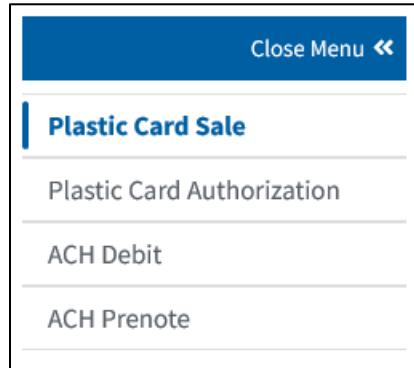 Close Menu «
Plastic Card Sale
Plastic Card Authorization
ACH Debit
ACH Prenote